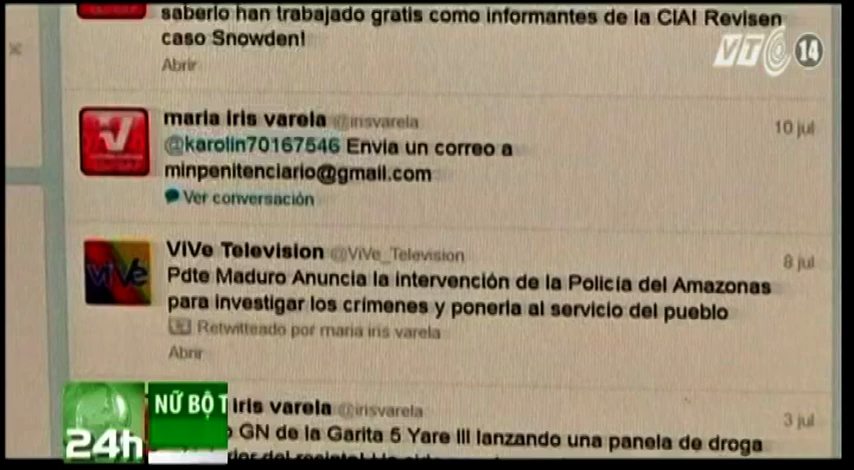 saberlo han trabajado gratis como informantes de la CIA! Revisen
caso Snowden!
Abrir
VTC 14
maria iris varela @irisvarela
10 jul
@karolin70167546 Envia un correo a
minpenitenciario@gmail.com
Ver conversación
ViVe Television @ViVe_Television
8 jul
Pdte Maduro Anuncia la intervención de la Policía del Amazonas
para investigar los crímenes y ponerla al servicio del pueblo
Retwitteado por maria iris varela
Abrir
vive
24h
NỮ BỘ T
iris varela @irisvarela
3 jul
GN de la Garita 5 Yare III lanzando una panela de droga